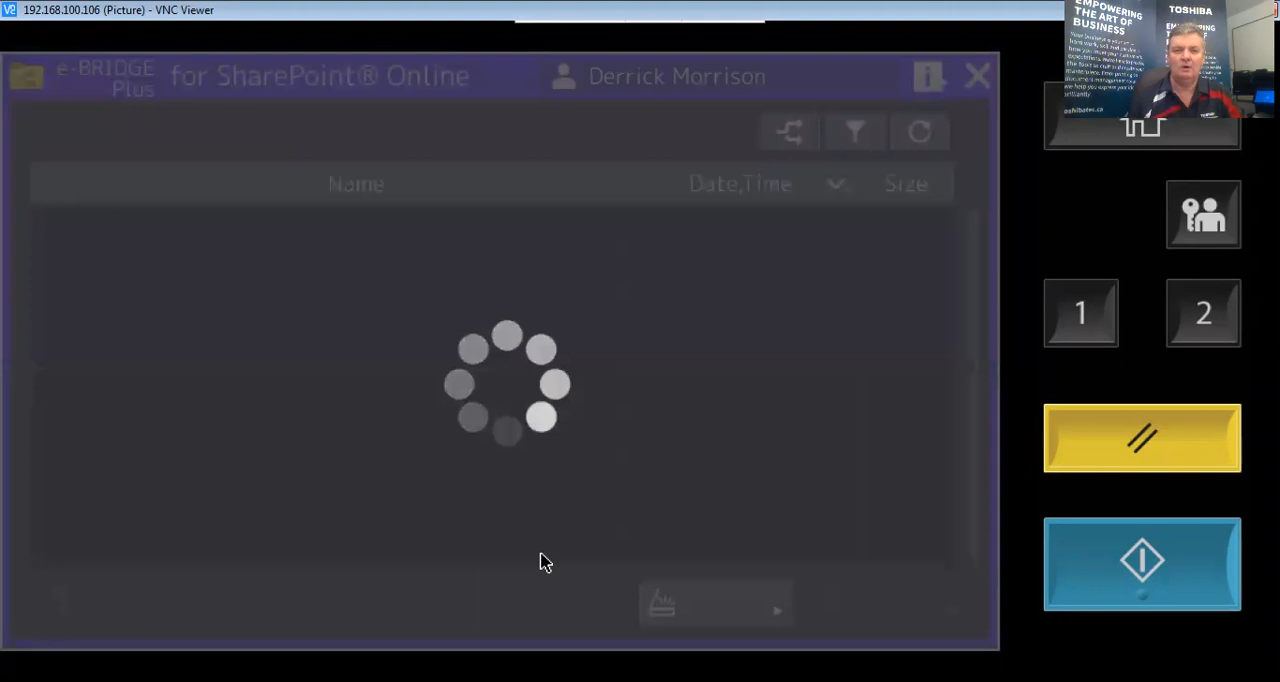 192.168.100.106 (Picture) - VNC Viewer
EMPOWERING
THE ART OF
BUSINESS
TOSHIBA
e-BRIDGE
Plus
for SharePoint® Online
Derrick Morrison
Name
Date,Time
Size
1
2